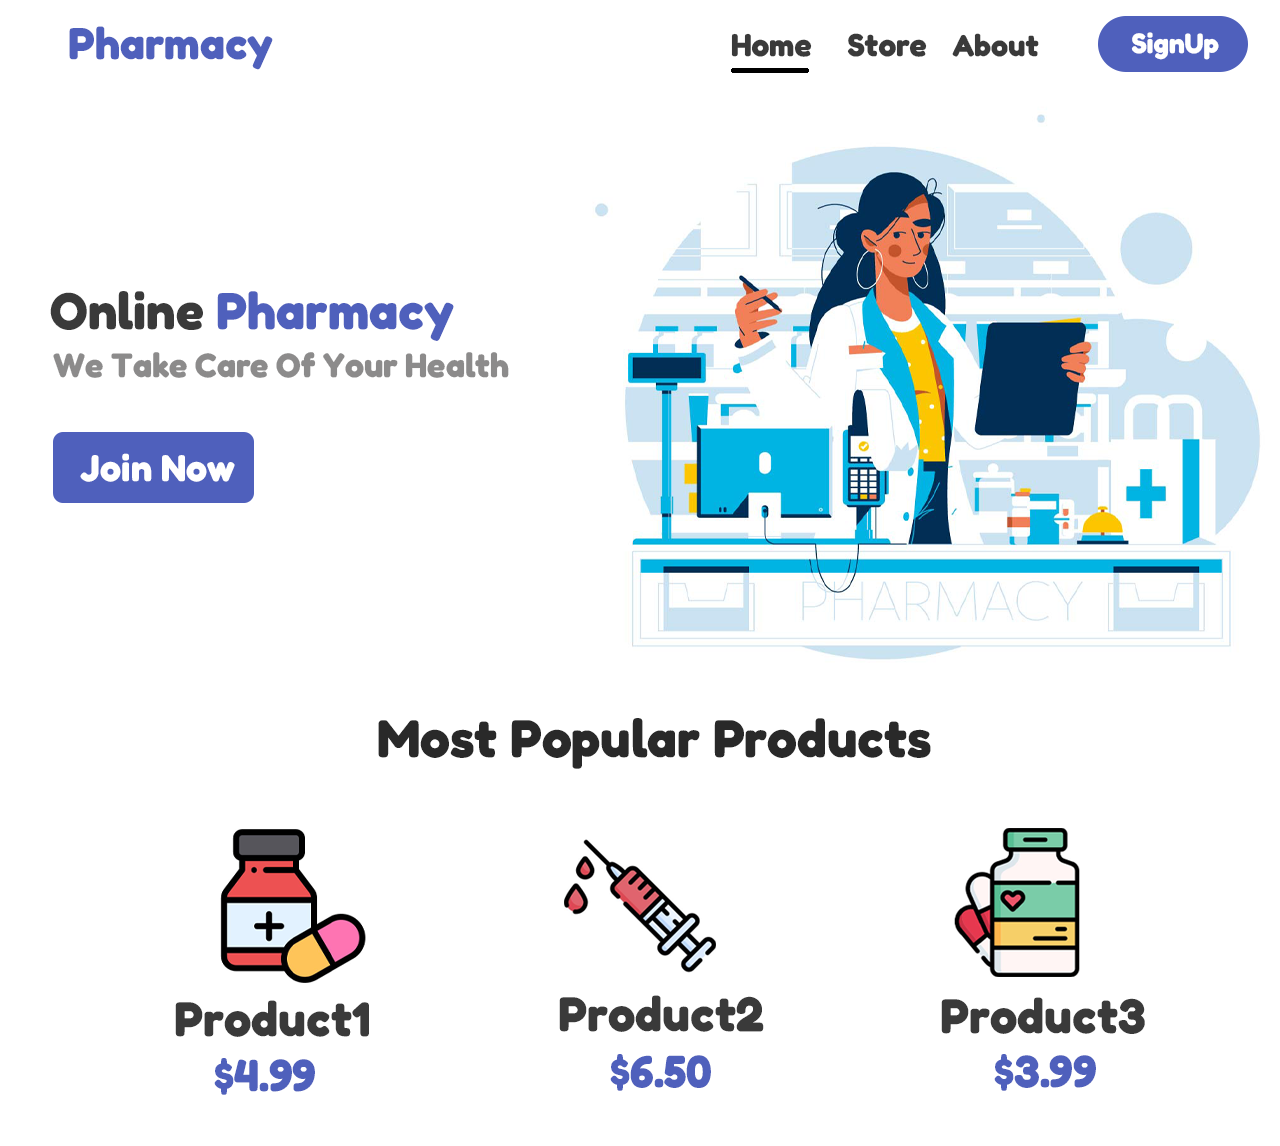 Pharmacy
Home Store About SignUp
Online Pharmacy
We Take Care Of Your Health
Join Now
PHARMACY
Most Popular Products
Product1
$4.99
Product2
$6.50
Product3
$3.99